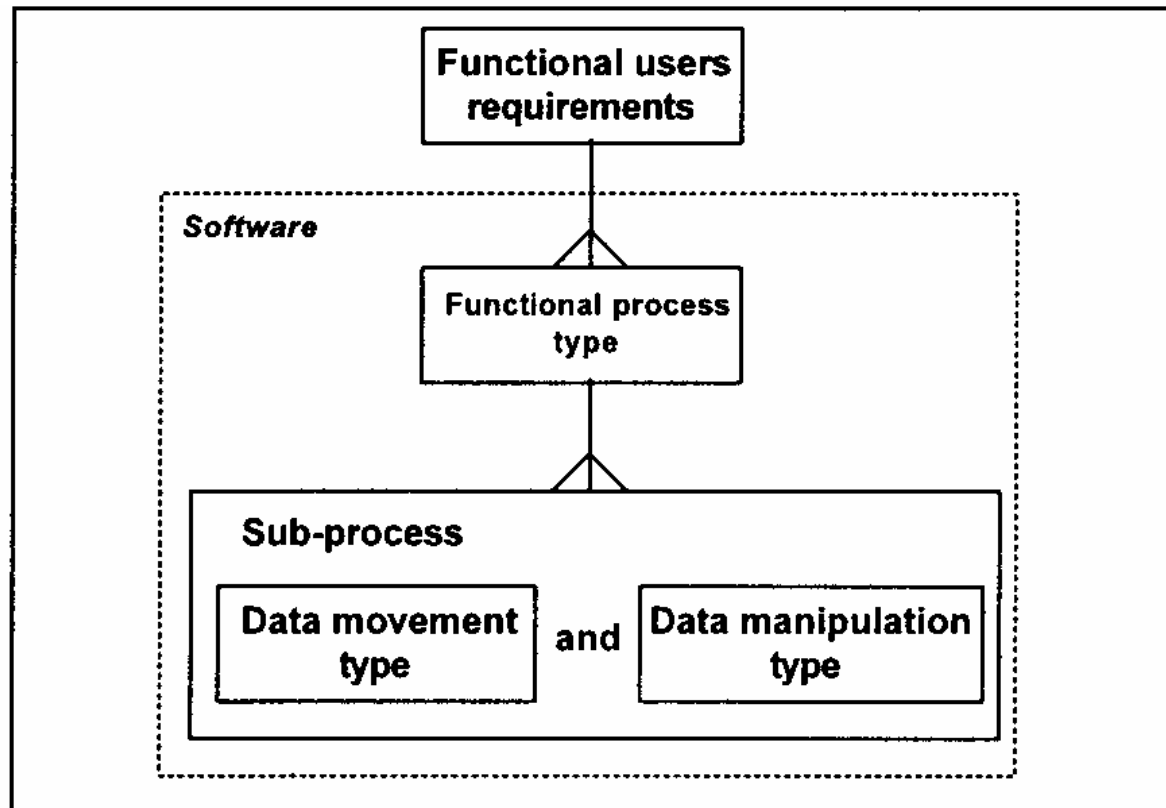 Functional users
requirements
Software
Functional process
type
Sub-process
Data movement
type
and
Data manipulation
type